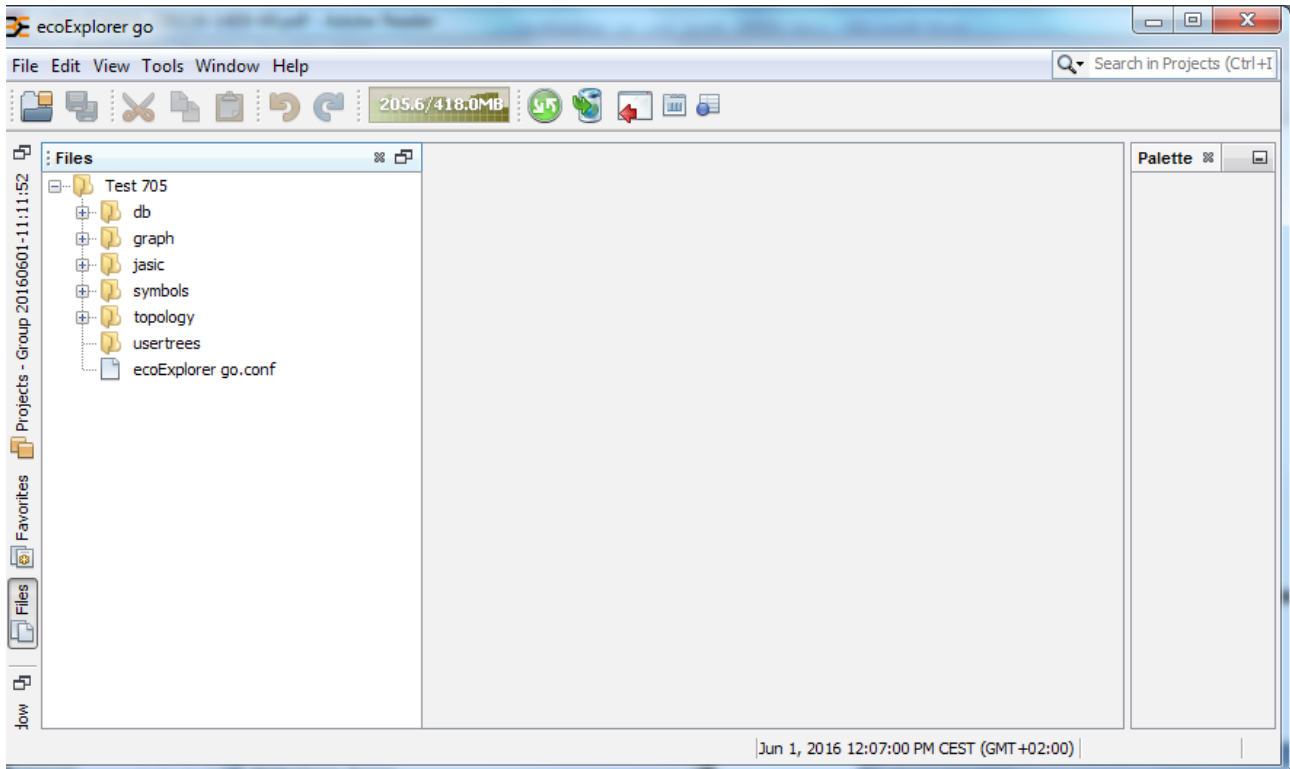 ecoExplorer go
File Edit View Tools Window Help
Search in Projects (Ctrl+I
205.6/418.0MB
Files
Palette
Projects - Group 20160601-11:11:52
Favorites
Files
Test 705
db
graph
jasic
symbols
topology
usertrees
ecoExplorer go.conf
Jun 1, 2016 12:07:00 PM CEST (GMT+02:00)